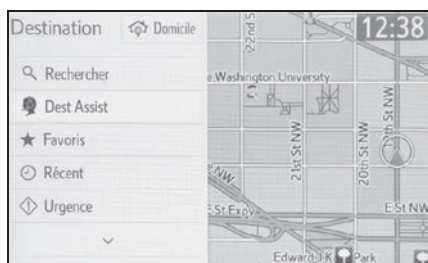 Destination
Domicile
12:38
Rechercher
Dest Assist
Favoris
Récent
Urgence
22nd S
e Washington University
21st St NW
20th St NW
19th St NW
NW
E St Expy
E St NW
Edward J K
Park